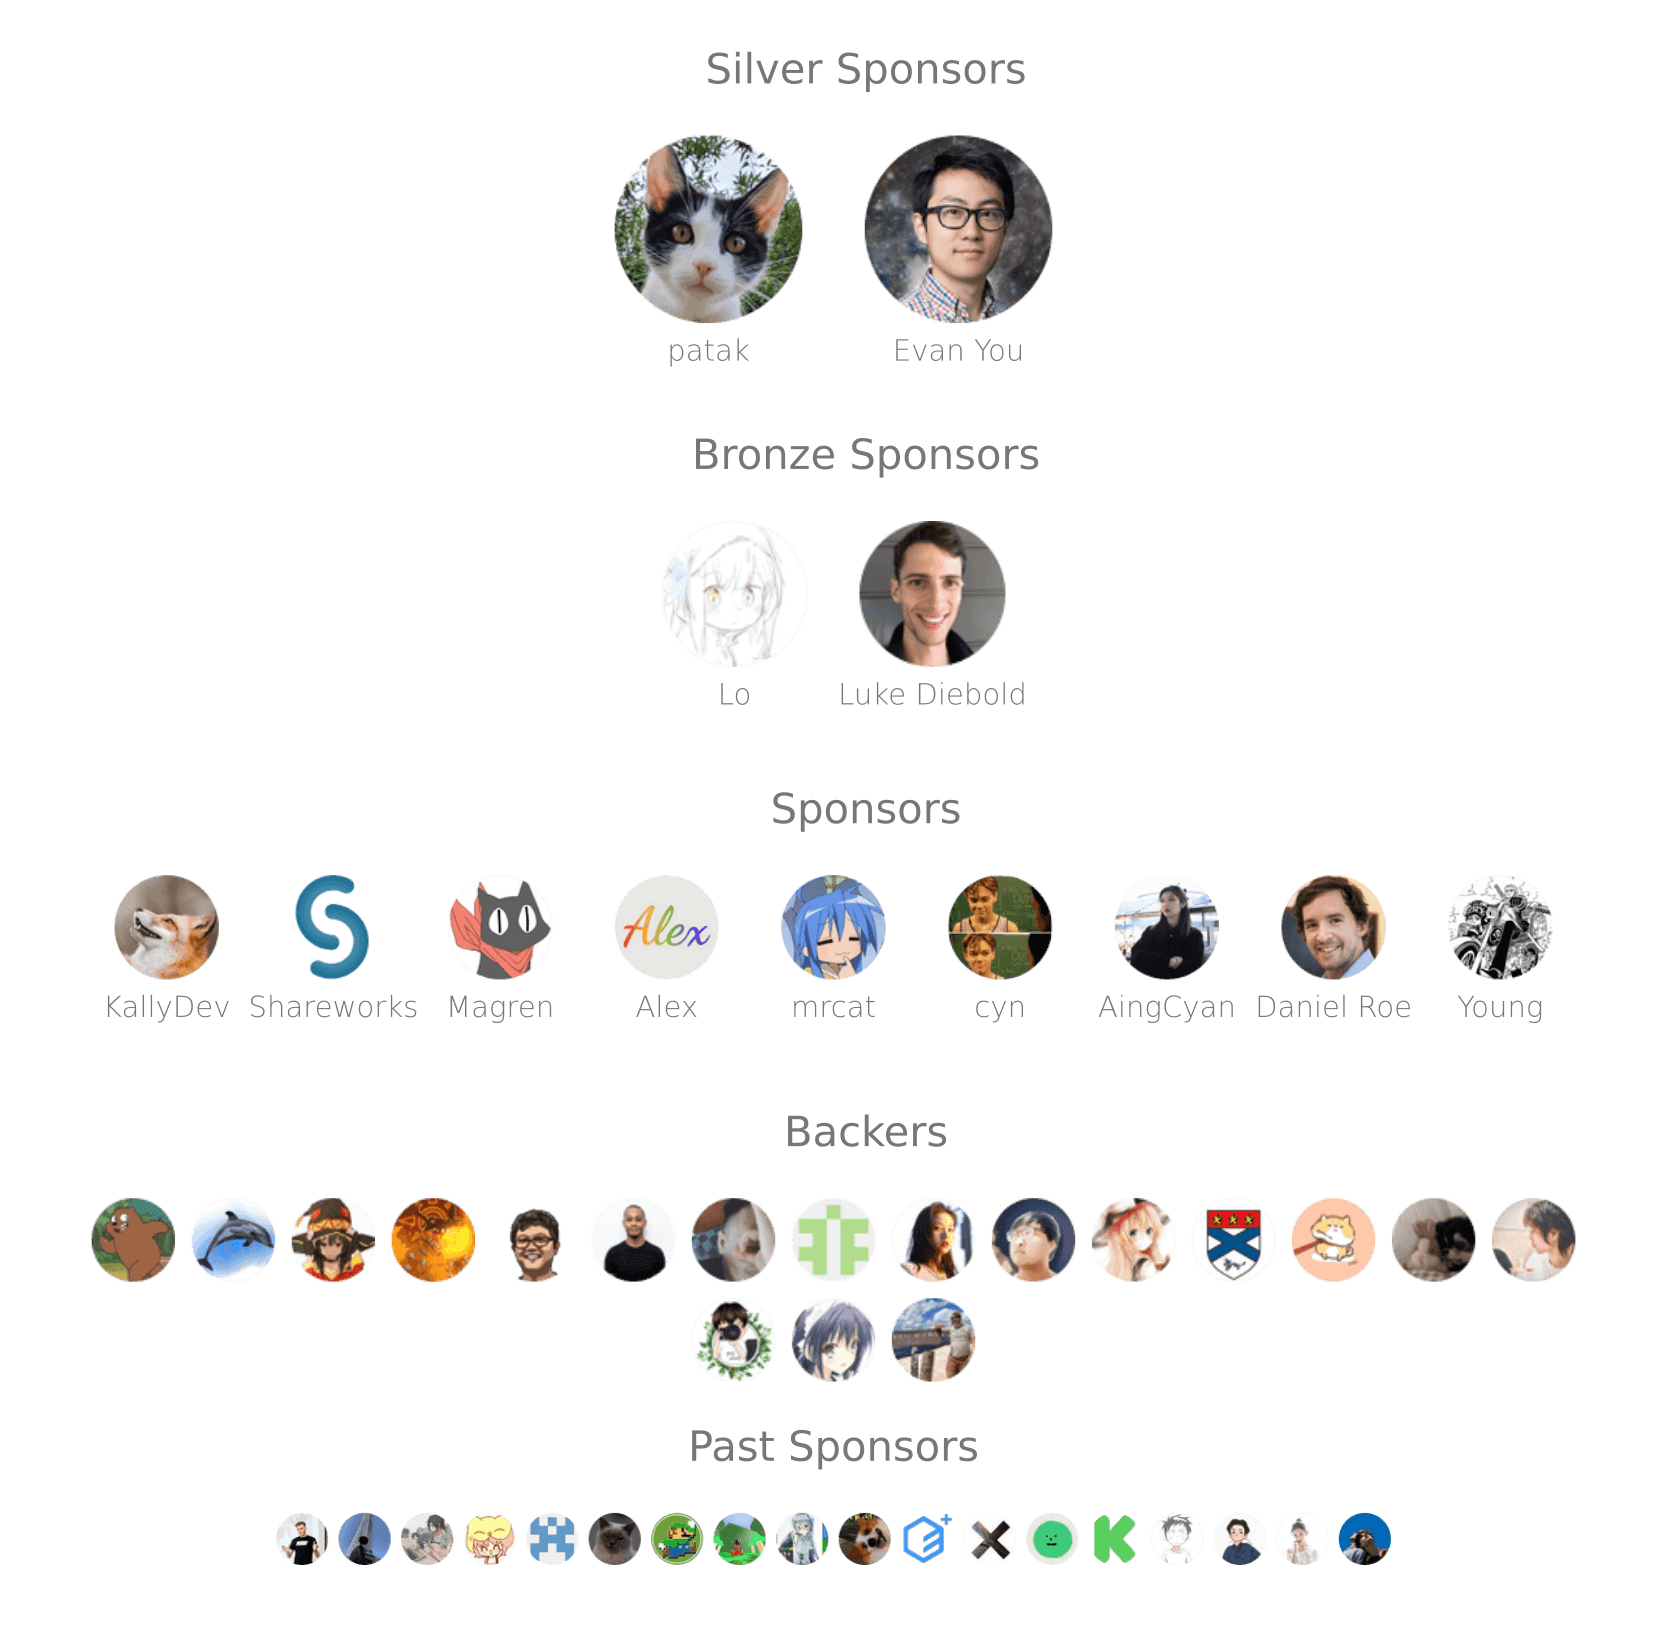 Silver Sponsors
patak
Evan You
Bronze Sponsors
Lo
Luke Diebold
Sponsors
Alex
KallyDev
Shareworks
Magren
Alex
mrcat
cyn
AingCyan
Daniel Roe
Young
Backers
Past Sponsors